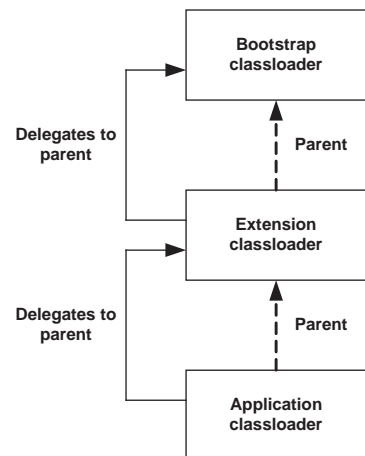 Bootstrap
classloader
Delegates to
parent
Parent
Extension
classloader
Delegates to
parent
Parent
Application
classloader